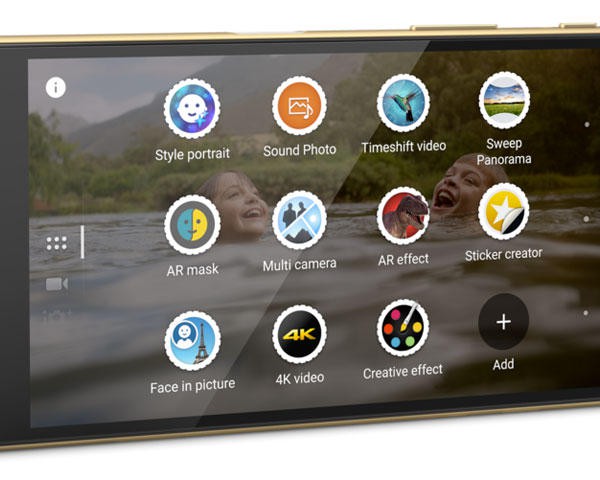 i
Style portrait
Sound Photo
Timeshift video
Sweep
Panorama
AR mask
Multi camera
AR effect
Sticker creator
Face in picture
4K
4K video
Creative effect
+
Add